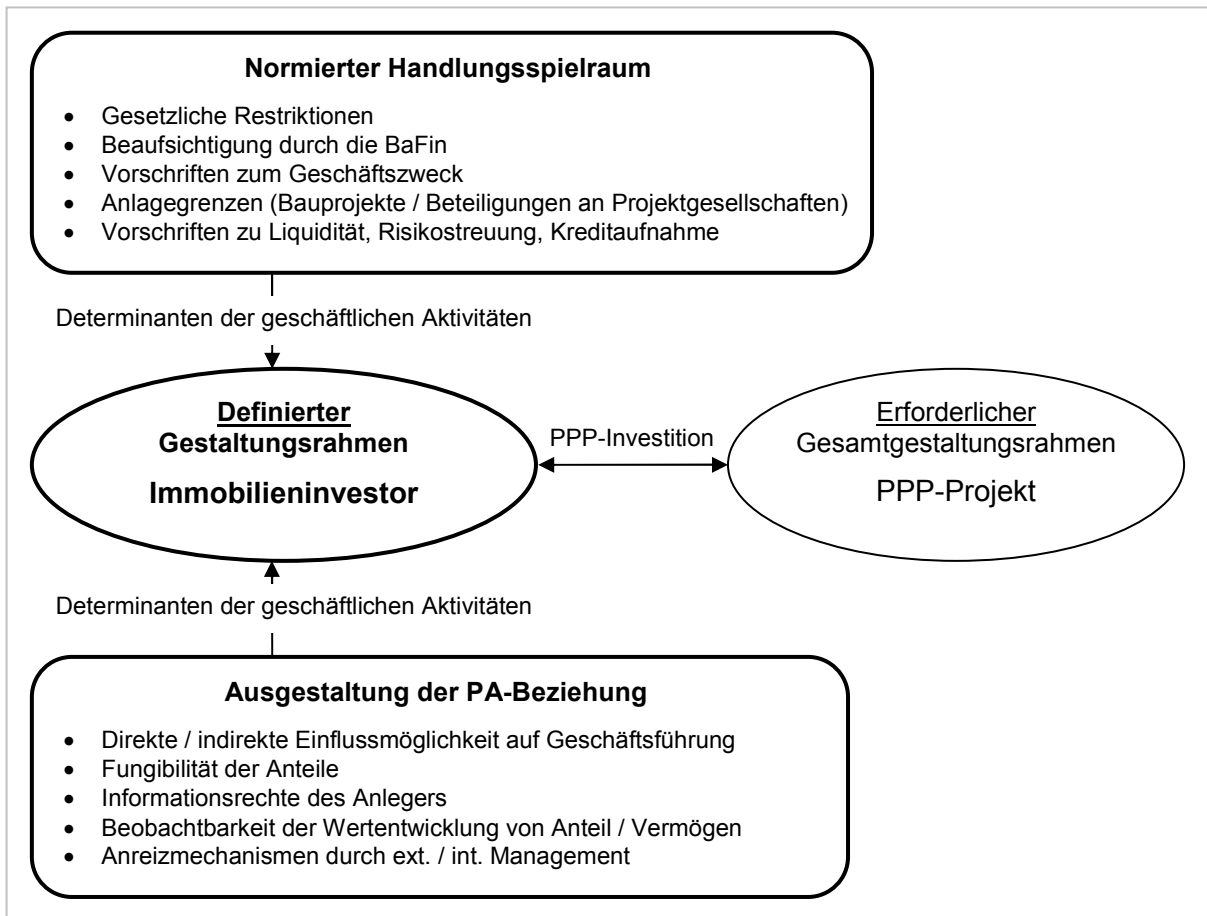 Normierter Handlungsspielraum
• Gesetzliche Restriktionen
• Beaufsichtigung durch die BaFin
• Vorschriften zum Geschäftszweck
• Anlagegrenzen (Bauprojekte / Beteiligungen an Projektgesellschaften)
• Vorschriften zu Liquidität, Risikostreuung, Kreditaufnahme
Determinanten der geschäftlichen Aktivitäten
Definierter
Gestaltungsrahmen
Immobilieninvestor
PPP-Investition
Erforderlicher
Gesamtgestaltungsrahmen
PPP-Projekt
Determinanten der geschäftlichen Aktivitäten
Ausgestaltung der PA-Beziehung
• Direkte / indirekte Einflussmöglichkeit auf Geschäftsführung
• Fungibilität der Anteile
• Informationsrechte des Anlegers
• Beobachtbarkeit der Wertentwicklung von Anteil / Vermögen
• Anreizmechanismen durch ext. / int. Management